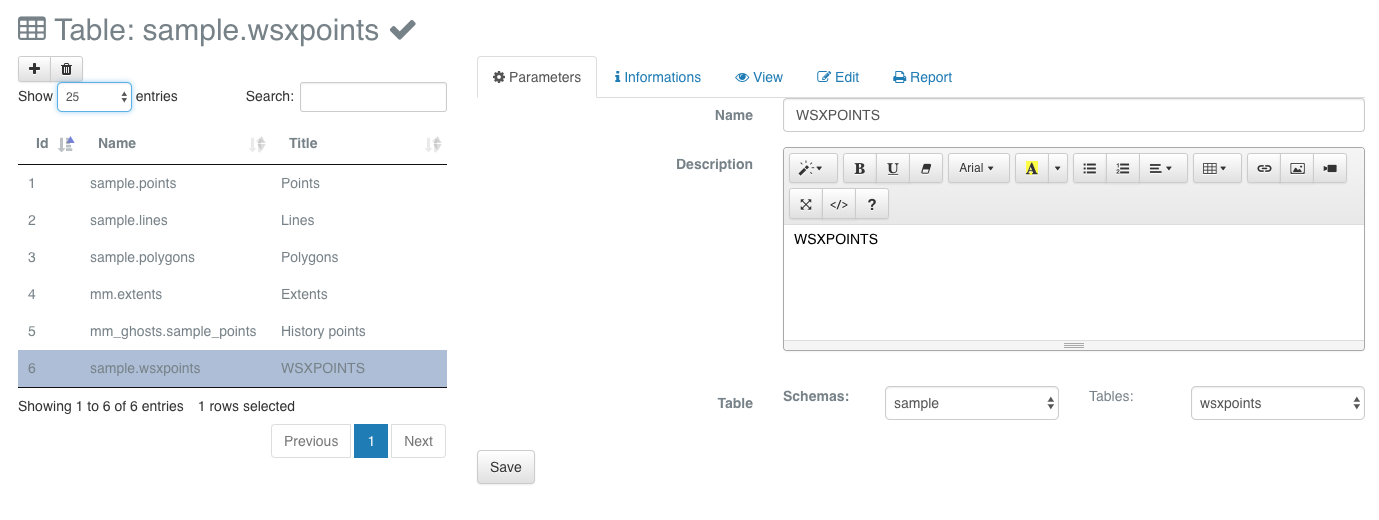 Table: sample.wsxpoints
Show 25 entries Search:
Id Name Title
1 sample.points Points
2 sample.lines Lines
3 sample.polygons Polygons
4 mm.extents Extents
5 mm_ghosts.sample_points History points
6 sample.wsxpoints WSXPOINTS
Showing 1 to 6 of 6 entries 1 rows selected
Previous 1 Next
Parameters Informations View Edit Report
Name WSXPOINTS
Description
B U Arial A
</> ?
WSXPOINTS
Table Schemas: sample Tables: wsxpoints
Save